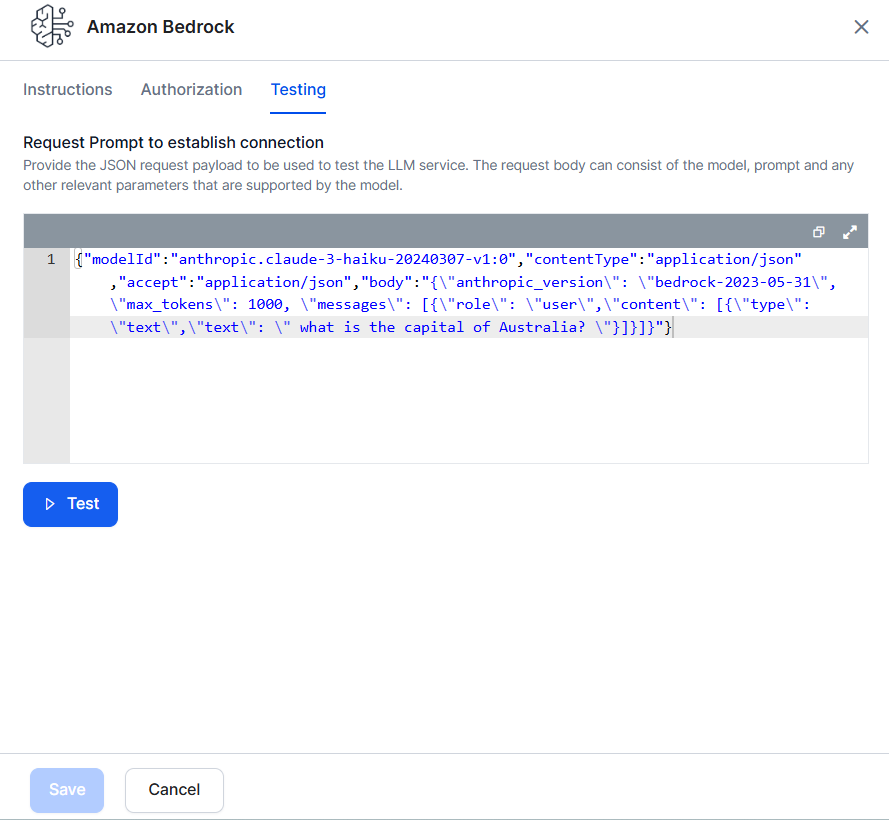 Amazon Bedrock
Instructions Authorization Testing
Request Prompt to establish connection
Provide the JSON request payload to be used to test the LLM service. The request body can consist of the model, prompt and any
other relevant parameters that are supported by the model.
1 {"modelId":"anthropic.claude-3-haiku-20240307-v1:0","contentType":"application/json"
,"accept":"application/json","body":"{\"anthropic_version\": \"bedrock-2023-05-31\",
\"max_tokens\": 1000, \"messages\": [{\"role\": \"user\",\"content\": [{\"type\":
\"text\",\"text\": \" what is the capital of Australia? \"}]}]}"}
Test
Save Cancel